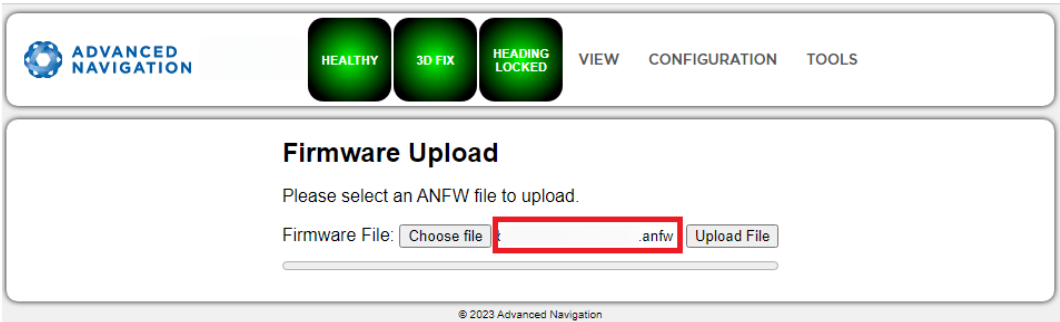 ADVANCED
NAVIGATION
HEALTHY
3D FIX
HEADING
LOCKED
VIEW
CONFIGURATION
TOOLS
Firmware Upload
Please select an ANFW file to upload.
Firmware File: Choose file .anfw Upload File
© 2023 Advanced Navigation